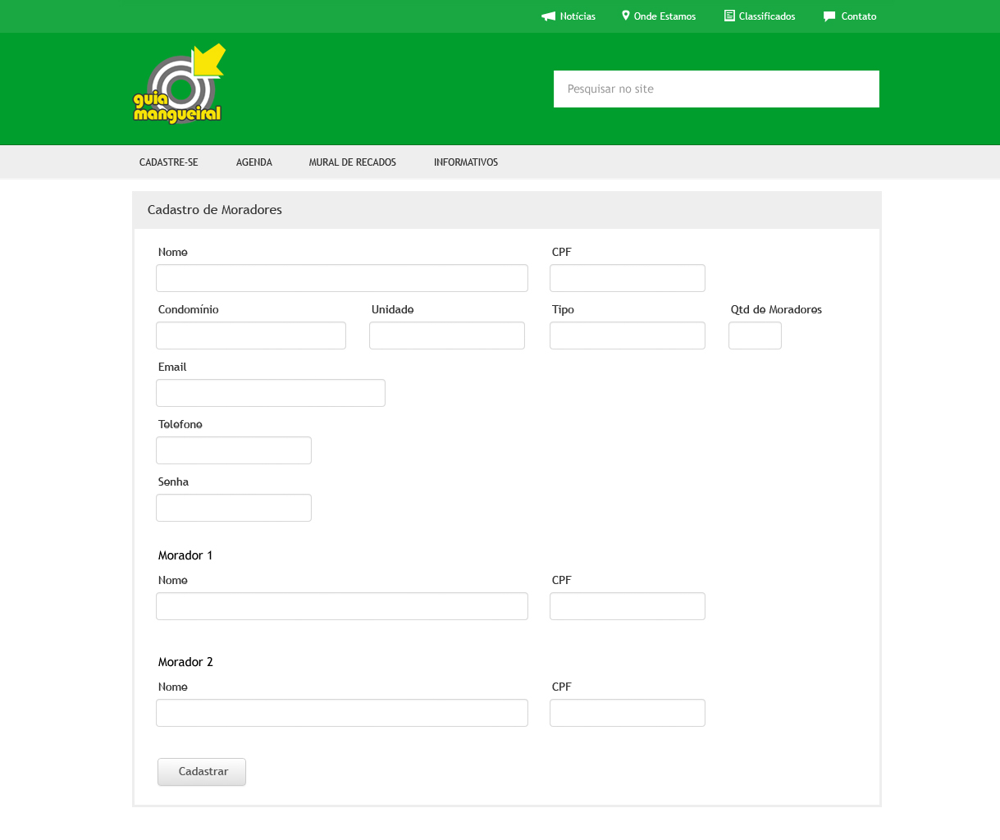 Notícias Onde Estamos Classificados Contato
guia
mangueiral
Pesquisar no site
CADASTRE-SE AGENDA MURAL DE RECADOS INFORMATIVOS
Cadastro de Moradores
Nome CPF
Condomínio Unidade Tipo Qtd de Moradores
Email
Telefone
Senha
Morador 1
Nome CPF
Morador 2
Nome CPF
Cadastrar